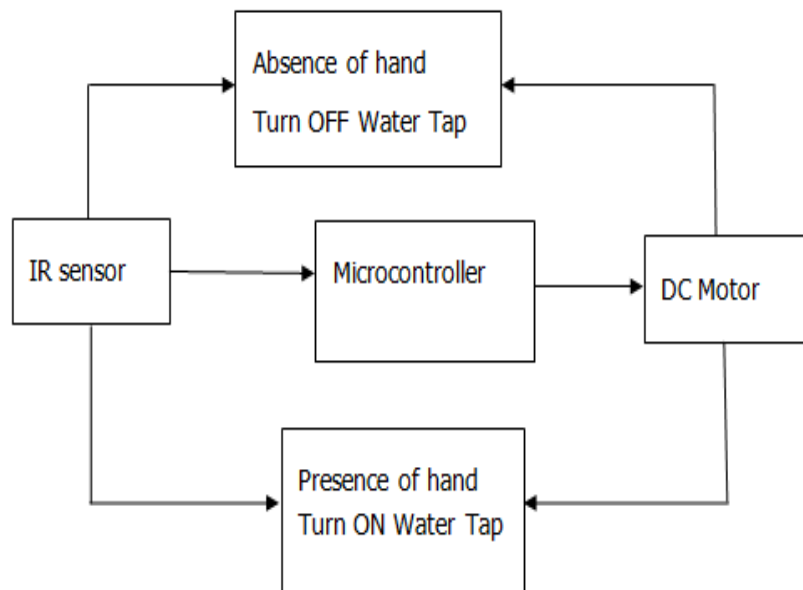 Absence of hand
Turn OFF Water Tap
IR sensor
Microcontroller
DC Motor
Presence of hand
Turn ON Water Tap